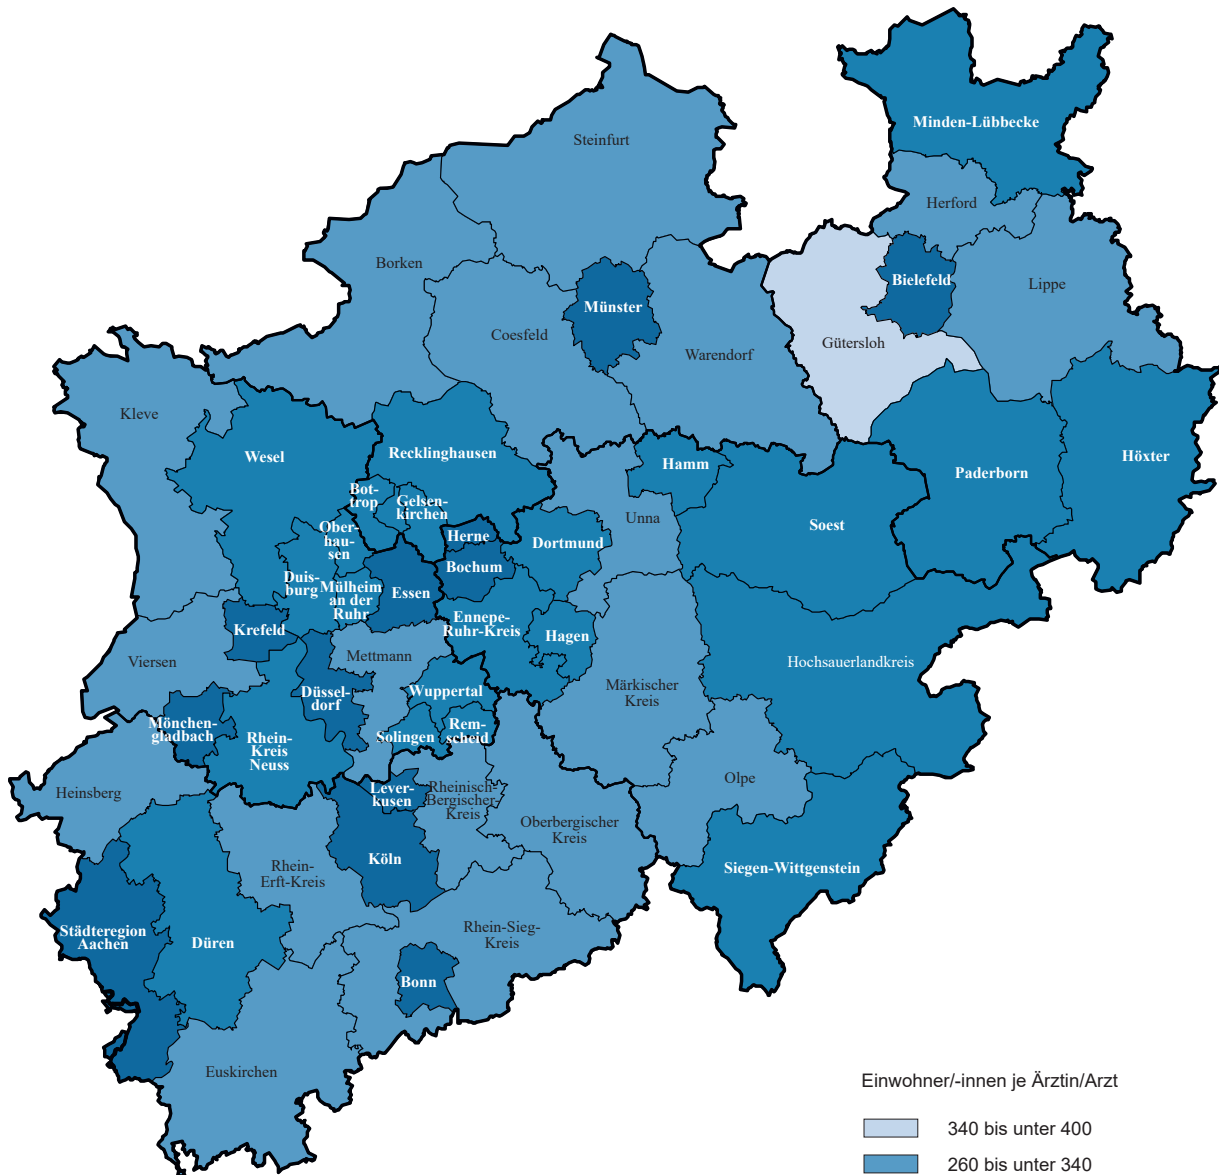 Steinfurt
Minden-Lübbecke
Herford
Borken
Bielefeld
Lippe
Münster
Coesfeld
Warendorf
Gütersloh
Kleve
Wesel
Recklinghausen
Hamm
Paderborn
Höxter
Bot-
trop
Gelsen-
kirchen
Unna
Soest
Ober-
hau-
sen
Herne
Dortmund
Bochum
Duis-
burg
Mülheim
an der
Ruhr
Essen
Ennepe-
Ruhr-Kreis
Hagen
Krefeld
Viersen
Mettmann
Hochsauerlandkreis
Märkischer
Kreis
Düssel-
dorf
Wuppertal
Mönchen-
gladbach
Rhein-
Kreis
Neuss
Solingen
Rem-
scheid
Heinsberg
Lever-
kusen
Rheinisch-
Bergischer-
Kreis
Olpe
Oberbergischer
Kreis
Köln
Rhein-
Erft-Kreis
Siegen-Wittgenstein
Städteregion
Aachen
Düren
Rhein-Sieg-
Kreis
Bonn
Euskirchen
Einwohner/-innen je Ärztin/Arzt
340 bis unter 400
260 bis unter 340